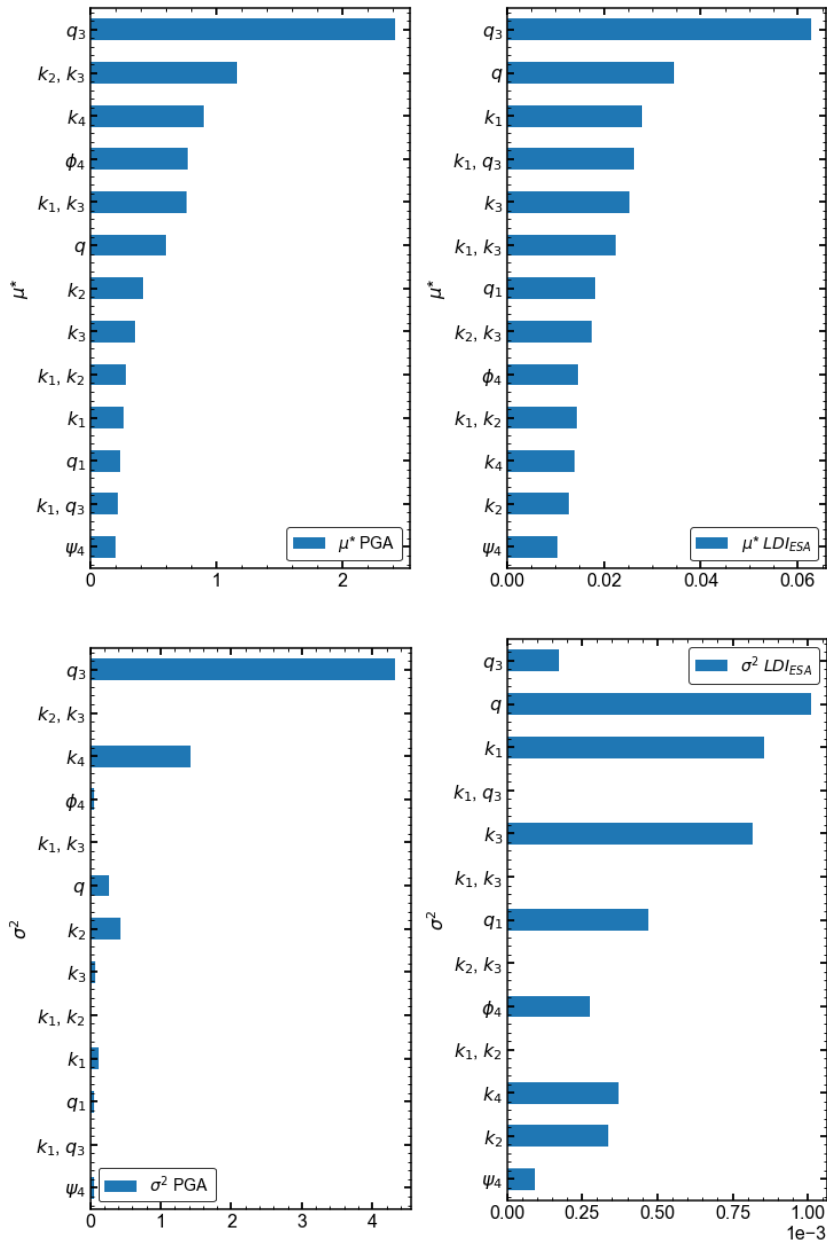 q₃
k₂, k₃
k₄
ϕ₄
k₁, k₃
q
k₂
k₃
k₁, k₂
k₁
q₁
k₁, q₃
ψ₄
μ*
μ* PGA
0 1 2
q₃
q
k₁
k₁, q₃
k₃
k₁, k₃
q₁
k₂, k₃
ϕ₄
k₁, k₂
k₄
k₂
ψ₄
μ*
μ* LDI_ESA
0.00 0.02 0.04 0.06
q₃
k₂, k₃
k₄
ϕ₄
k₁, k₃
q
k₂
k₃
k₁, k₂
k₁
q₁
k₁, q₃
ψ₄
σ²
σ² PGA
0 1 2 3 4
σ² LDI_ESA
q₃
q
k₁
k₁, q₃
k₃
k₁, k₃
q₁
k₂, k₃
ϕ₄
k₁, k₂
k₄
k₂
ψ₄
σ²
0.00 0.25 0.50 0.75 1.00
1e−3